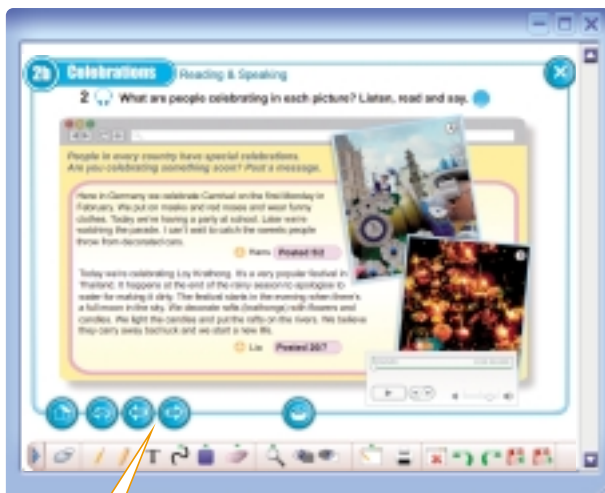 2b Celebrations Reading & Speaking
2 What are people celebrating in each picture? Listen, read and say.
People in every country have special celebrations.
Are you celebrating something soon? Post a message.
Here in Germany we celebrate Carnival on the first Monday in
February. We put on masks and red noses and wear funny
clothes. Today we're having a party at school. Later we're
watching the parade. I can't wait to catch the sweets people
throw from decorated cars.
Hans Posted
Today we're celebrating Loy Krathong. It's a very popular festival in
Thailand. It happens at the end of the rainy season to apologise to
water for making it dirty. The festival starts in the evening when there's
a full moon in the sky. We decorate rafts (krathongs) with flowers and
candles. We light the candles and put the rafts on the rivers. We believe
they carry away bad luck and we start a new life.
Posted
T